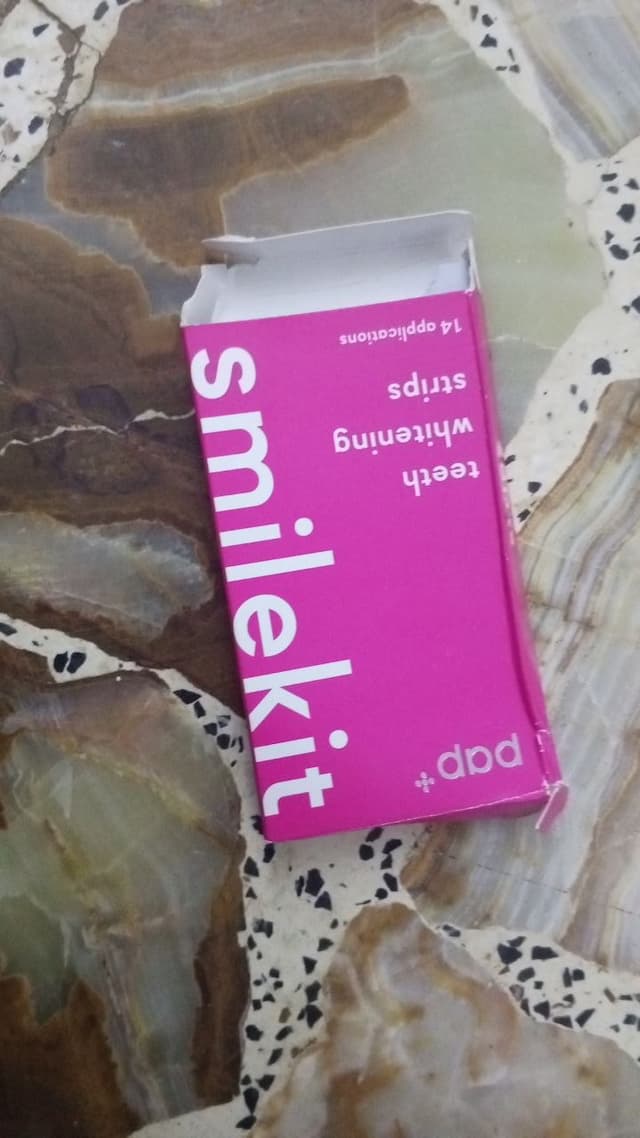 smilekit
teeth
whitening
strips
14 applications
pap+